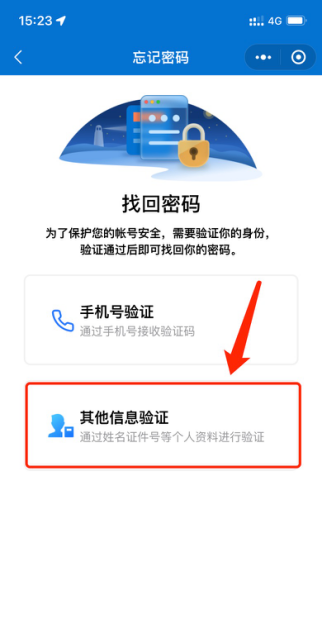 15:23
4G
忘记密码
找回密码
为了保护您的帐号安全，需要验证你的身份，
验证通过后即可找回你的密码。
手机号验证
通过手机号接收验证码
其他信息验证
通过姓名证件号等个人资料进行验证